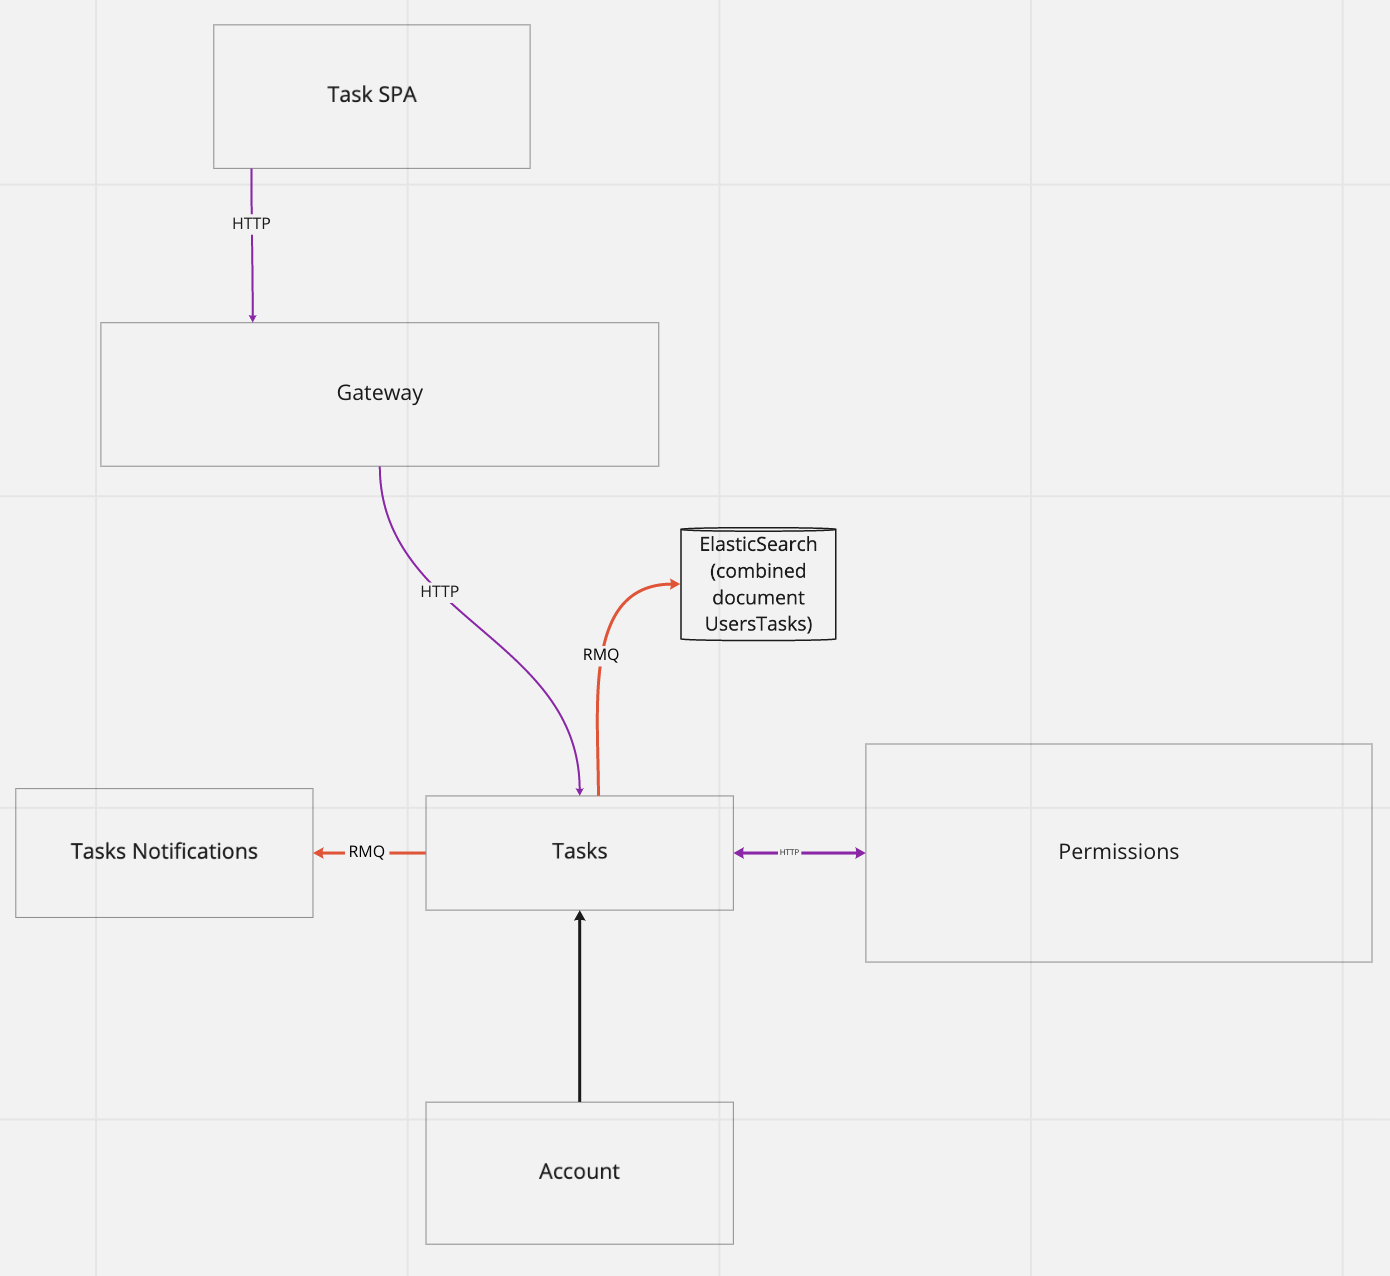 Task SPA
HTTP
Gateway
HTTP
ElasticSearch
(combined
document
UsersTasks)
RMQ
Tasks Notifications
RMQ
Tasks
HTTP
Permissions
Account